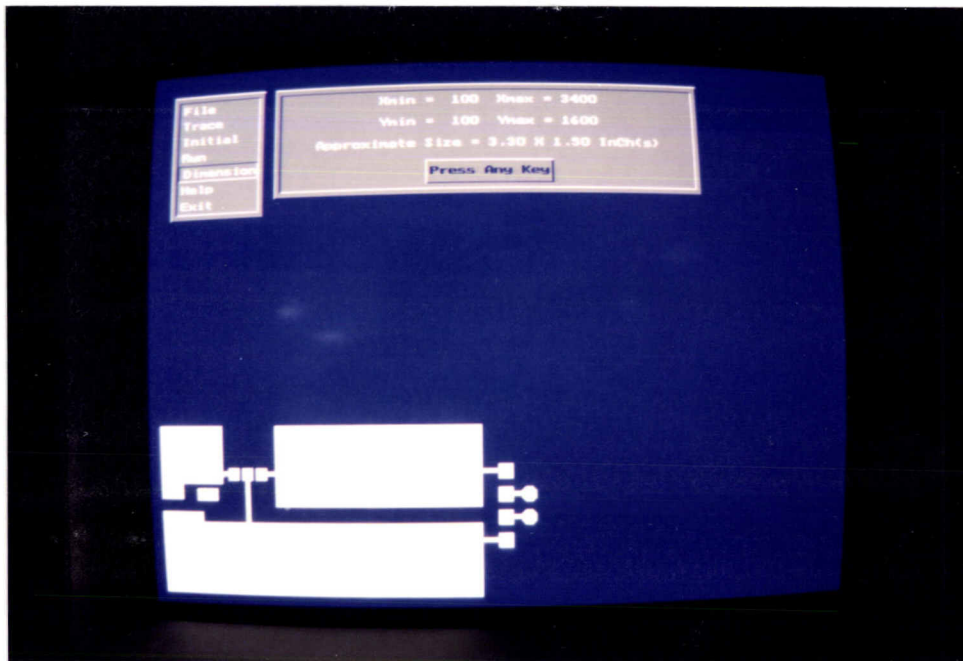 File
Trace
Initial
Run
Dimension
Help
Exit
Xmin = 100 Xmax = 3400
Ymin = 100 Ymax = 1600
Approximate Size = 3.30 X 1.50 InCh(s)
Press Any Key